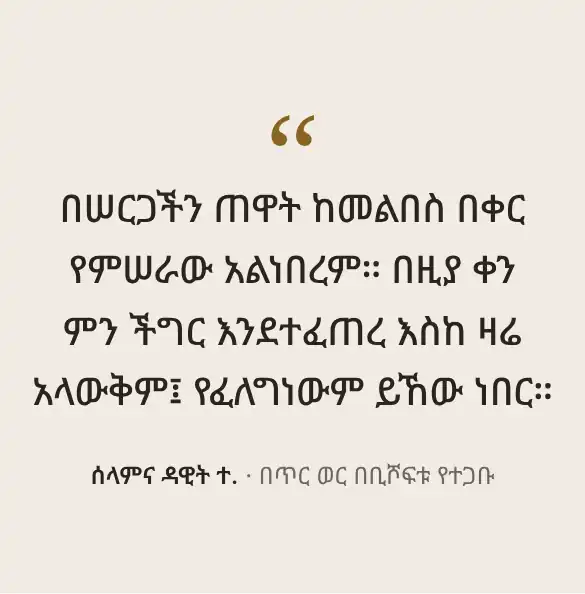 “
በሠርጋችን ጠዋት ከመልበስ በቀር
የምሠራው አልነበረም። በዚያ ቀን
ምን ችግር እንደተፈጠረ እስከ ዛሬ
አላውቅም፤ የፈለግነውም ይኸው ነበር።
ሰላምና ዳዊት ተ. · በጥር ወር በቢሾፍቱ የተጋቡ